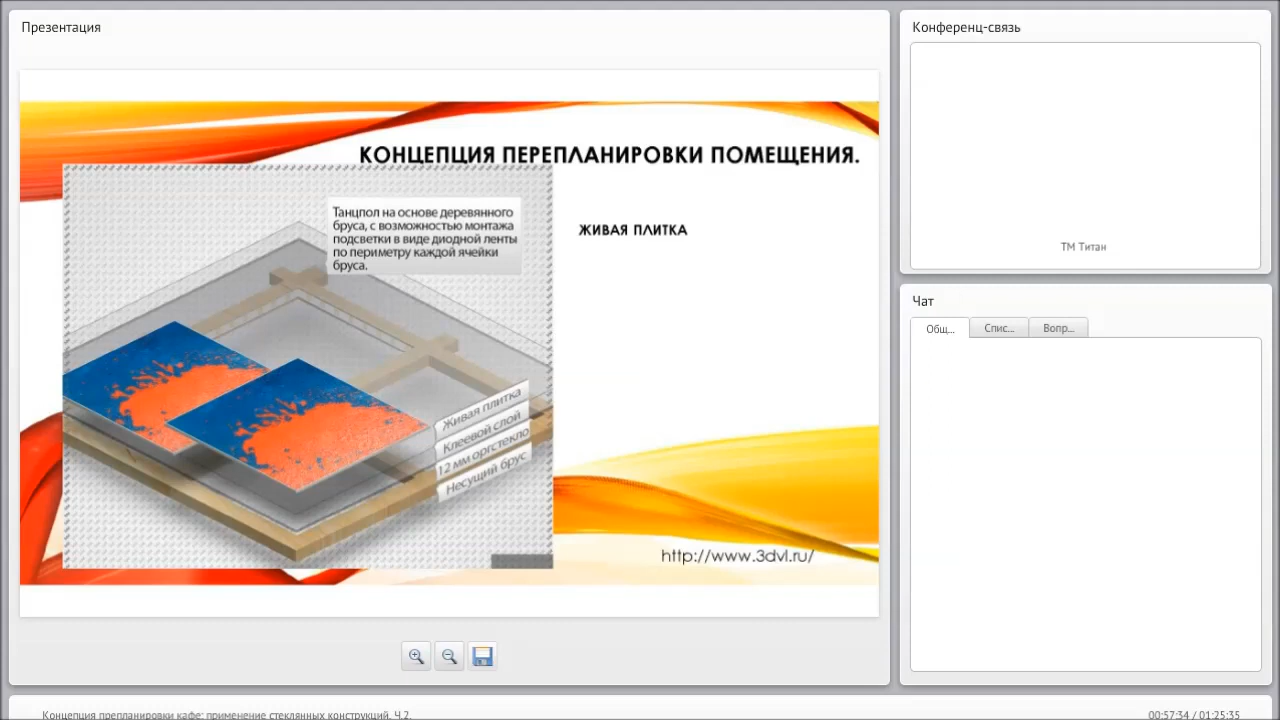 Презентация
КОНЦЕПЦИЯ ПЕРЕПЛАНИРОВКИ ПОМЕЩЕНИЯ.
Танцпол на основе деревянного
бруса, с возможностью монтажа
подсветки в виде диодной ленты
по периметру каждой ячейки
бруса.
ЖИВАЯ ПЛИТКА
Живая плитка
Клеевой слой
12 мм оргстекло
Несущий брус
http://www.3dvl.ru/
Конференц-связь
ТМ Титан
Чат
Общ...
Спис...
Вопр...
Концепция препланировки кафе: применение стеклянных конструкций. Ч.2.
00:57:34 / 01:25:35